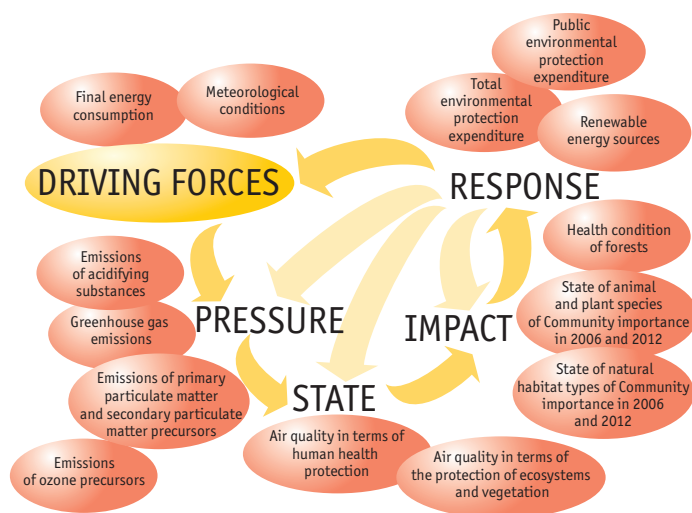 Public
environmental
protection
expenditure
Total
environmental
protection
expenditure
Renewable
energy sources
Final energy
consumption
Meteorological
conditions
DRIVING FORCES
RESPONSE
Health condition
of forests
Emissions
of acidifying
substances
Greenhouse gas
emissions
PRESSURE
IMPACT
State of animal
and plant species
of Community importance
in 2006 and 2012
Emissions of primary
particulate matter
and secondary particulate
matter precursors
STATE
State of natural
habitat types of Community
importance in 2006
and 2012
Emissions
of ozone precursors
Air quality in terms of
human health
protection
Air quality in terms of
the protection of ecosystems
and vegetation